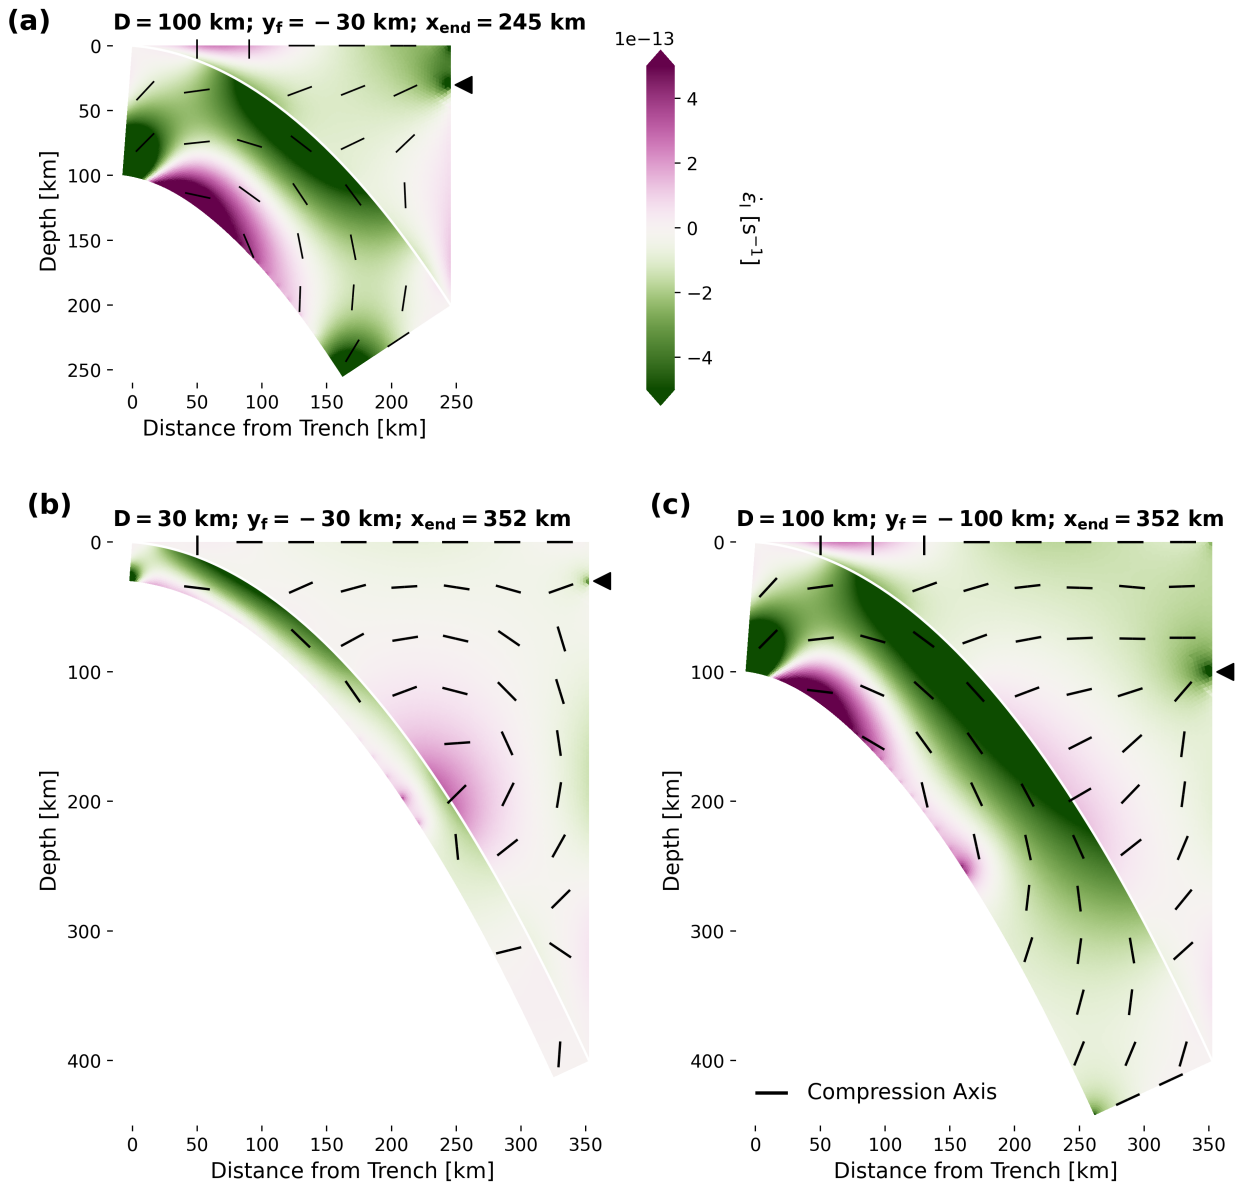 (a)
D = 100 km; y_f = − 30 km; x_end = 245 km
0
50
100
150
200
250
Depth [km]
0 50 100 150 200 250
Distance from Trench [km]
1e−13
4
2
0
−2
−4
ε̇_I [s⁻¹]
(b)
D = 30 km; y_f = − 30 km; x_end = 352 km
0
100
200
300
400
Depth [km]
0 50 100 150 200 250 300 350
Distance from Trench [km]
(c)
D = 100 km; y_f = − 100 km; x_end = 352 km
0
100
200
300
400
Depth [km]
Compression Axis
0 50 100 150 200 250 300 350
Distance from Trench [km]